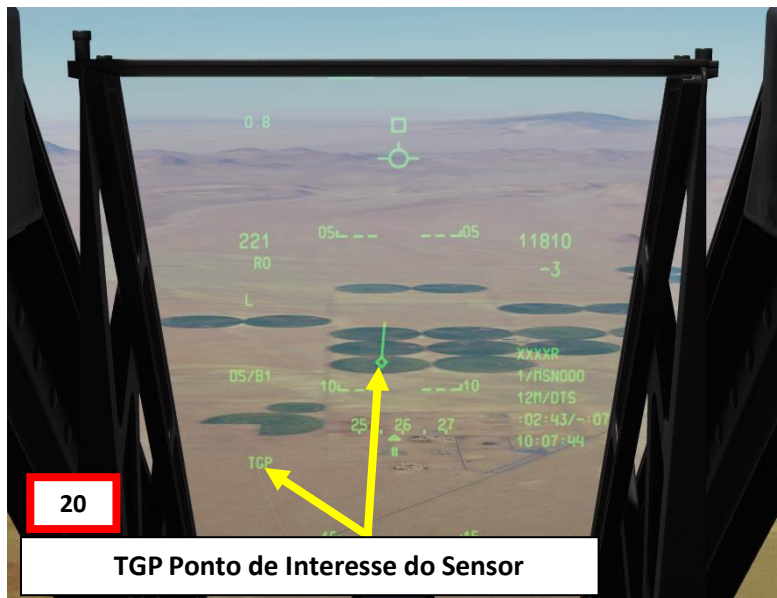 0.8
05 05
221 11810
RO -3
L
XXXXR
D5/B1 1/MSN000
10 10 12M/DTS
:02:43/-:07
25 . 26 . 27
10:07:44
TGP
20
TGP Ponto de Interesse do Sensor